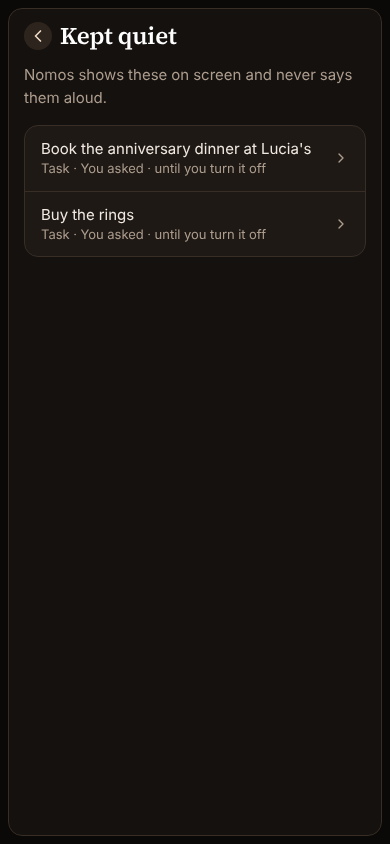 Kept quiet
Nomos shows these on screen and never says
them aloud.
Book the anniversary dinner at Lucia's
Task · You asked · until you turn it off
Buy the rings
Task · You asked · until you turn it off